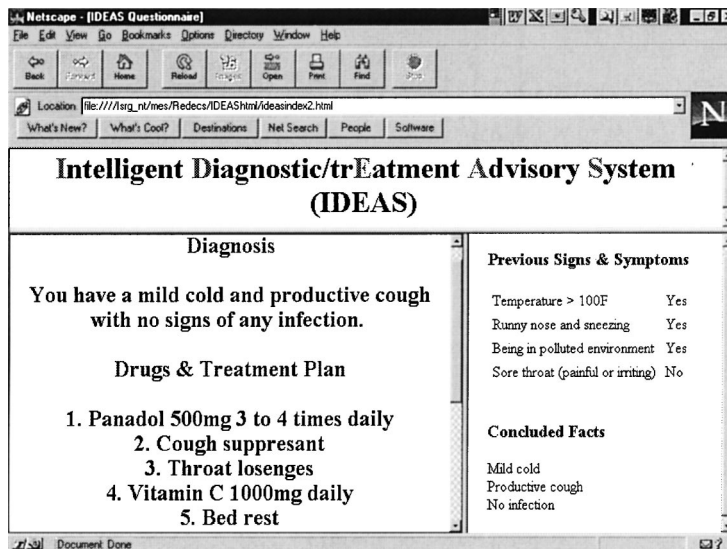 Netscape - [IDEAS Questionnaire]
File Edit View Go Bookmarks Options Directory Window Help
Back Forward Home Reload Images Open Print Find Stop
Location: file:////lsrg_nt/mes/Redecs/IDEAShtml/ideasindex2.html
What's New? What's Cool? Destinations Net Search People Software
N
Intelligent Diagnostic/trEatment Advisory System
(IDEAS)
Diagnosis
You have a mild cold and productive cough
with no signs of any infection.
Drugs & Treatment Plan
1. Panadol 500mg 3 to 4 times daily
2. Cough suppresant
3. Throat losenges
4. Vitamin C 1000mg daily
5. Bed rest
Previous Signs & Symptoms
Temperature > 100F Yes
Runny nose and sneezing Yes
Being in polluted environment Yes
Sore throat (painful or irriting) No
Concluded Facts
Mild cold
Productive cough
No infection
Document: Done